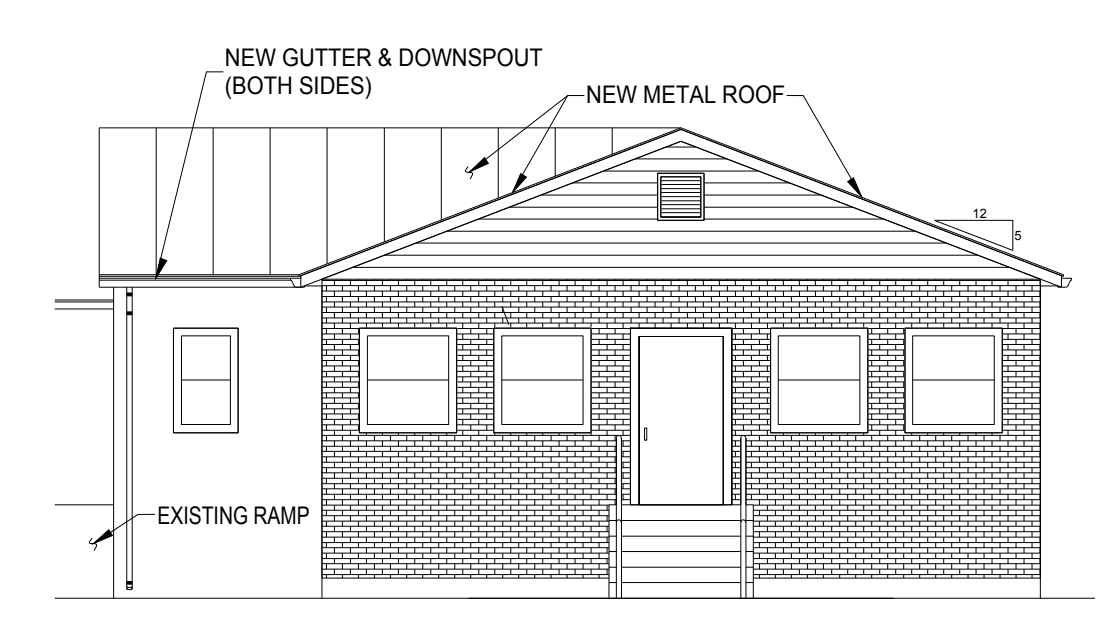 NEW GUTTER & DOWNSPOUT
(BOTH SIDES)
NEW METAL ROOF
12
5
EXISTING RAMP